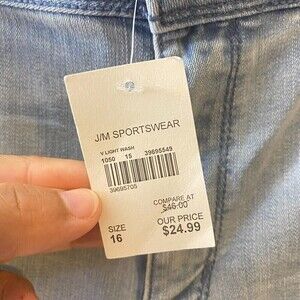 J/M SPORTSWEAR
V LIGHT WASH
1050 15 39695549
39695705
COMPARE AT
$46.00
SIZE OUR PRICE
16 $24.99